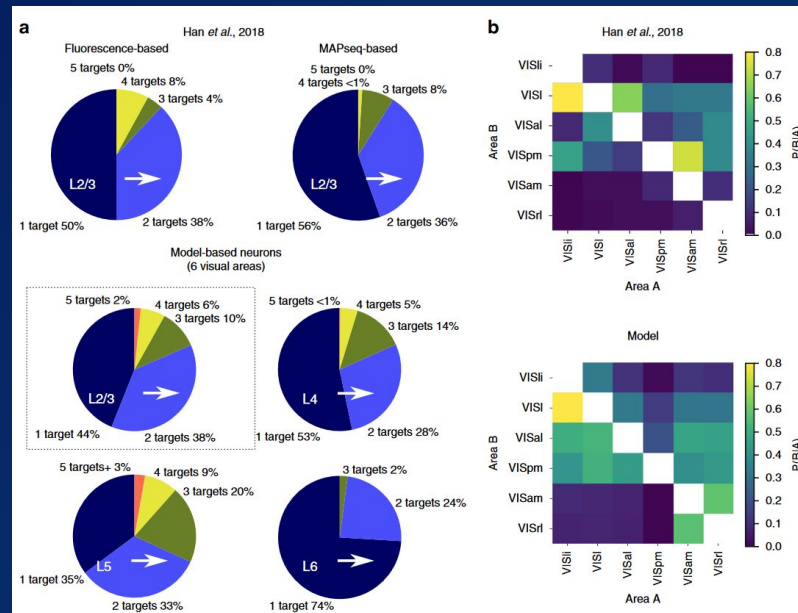 a
Han et al., 2018
Fluorescence-based
MAPseq-based
5 targets 0%
4 targets 8%
3 targets 4%
L2/3
1 target 50%
2 targets 38%
5 targets 0%
4 targets <1%
3 targets 8%
L2/3
1 target 56%
2 targets 36%
Model-based neurons
(6 visual areas)
5 targets 2%
4 targets 6%
3 targets 10%
L2/3
1 target 44%
2 targets 38%
5 targets <1%
4 targets 5%
3 targets 14%
L4
1 target 53%
2 targets 28%
5 targets+ 3%
4 targets 9%
3 targets 20%
L5
1 target 35%
2 targets 33%
3 targets 2%
2 targets 24%
L6
1 target 74%
b
Han et al., 2018
Area B
VISli
VISl
VISal
VISpm
VISam
VISrl
VISli
VISl
VISal
VISpm
VISam
VISrl
Area A
0.8
0.7
0.6
0.5
0.4
0.3
0.2
0.1
0.0
P(B|A)
Model
Area B
VISli
VISl
VISal
VISpm
VISam
VISrl
VISli
VISl
VISal
VISpm
VISam
VISrl
Area A
0.8
0.7
0.6
0.5
0.4
0.3
0.2
0.1
0.0
P(B|A)